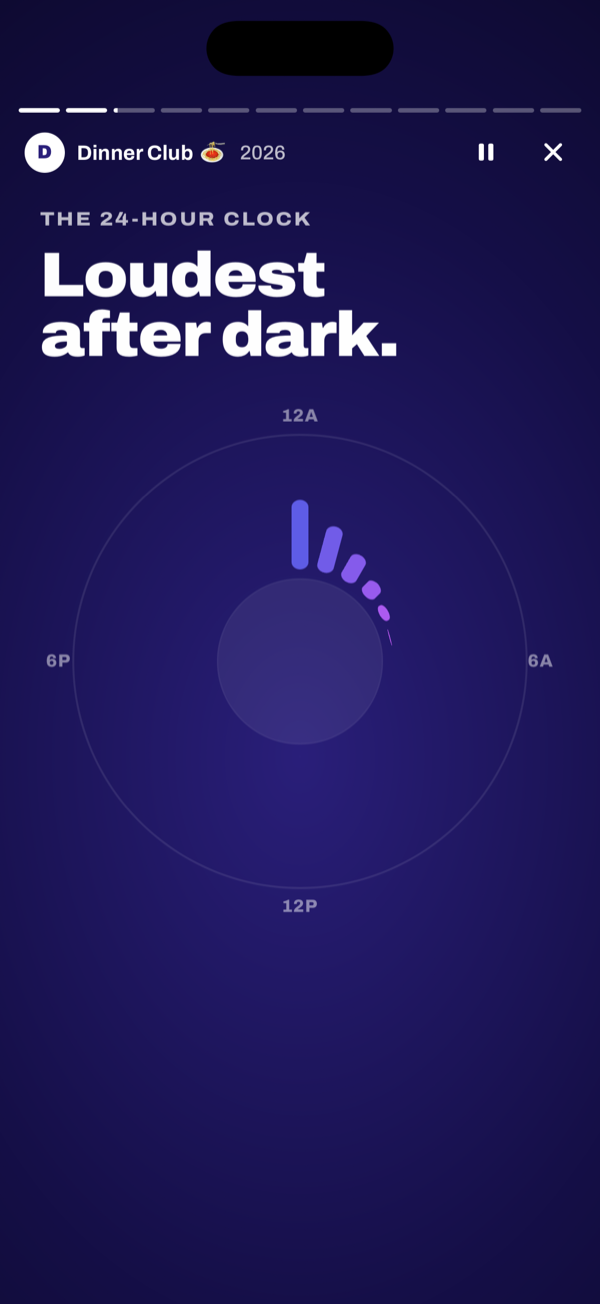 D Dinner Club 🍝 2026
THE 24-HOUR CLOCK
Loudest
after dark.
12A
6P 6A
12P